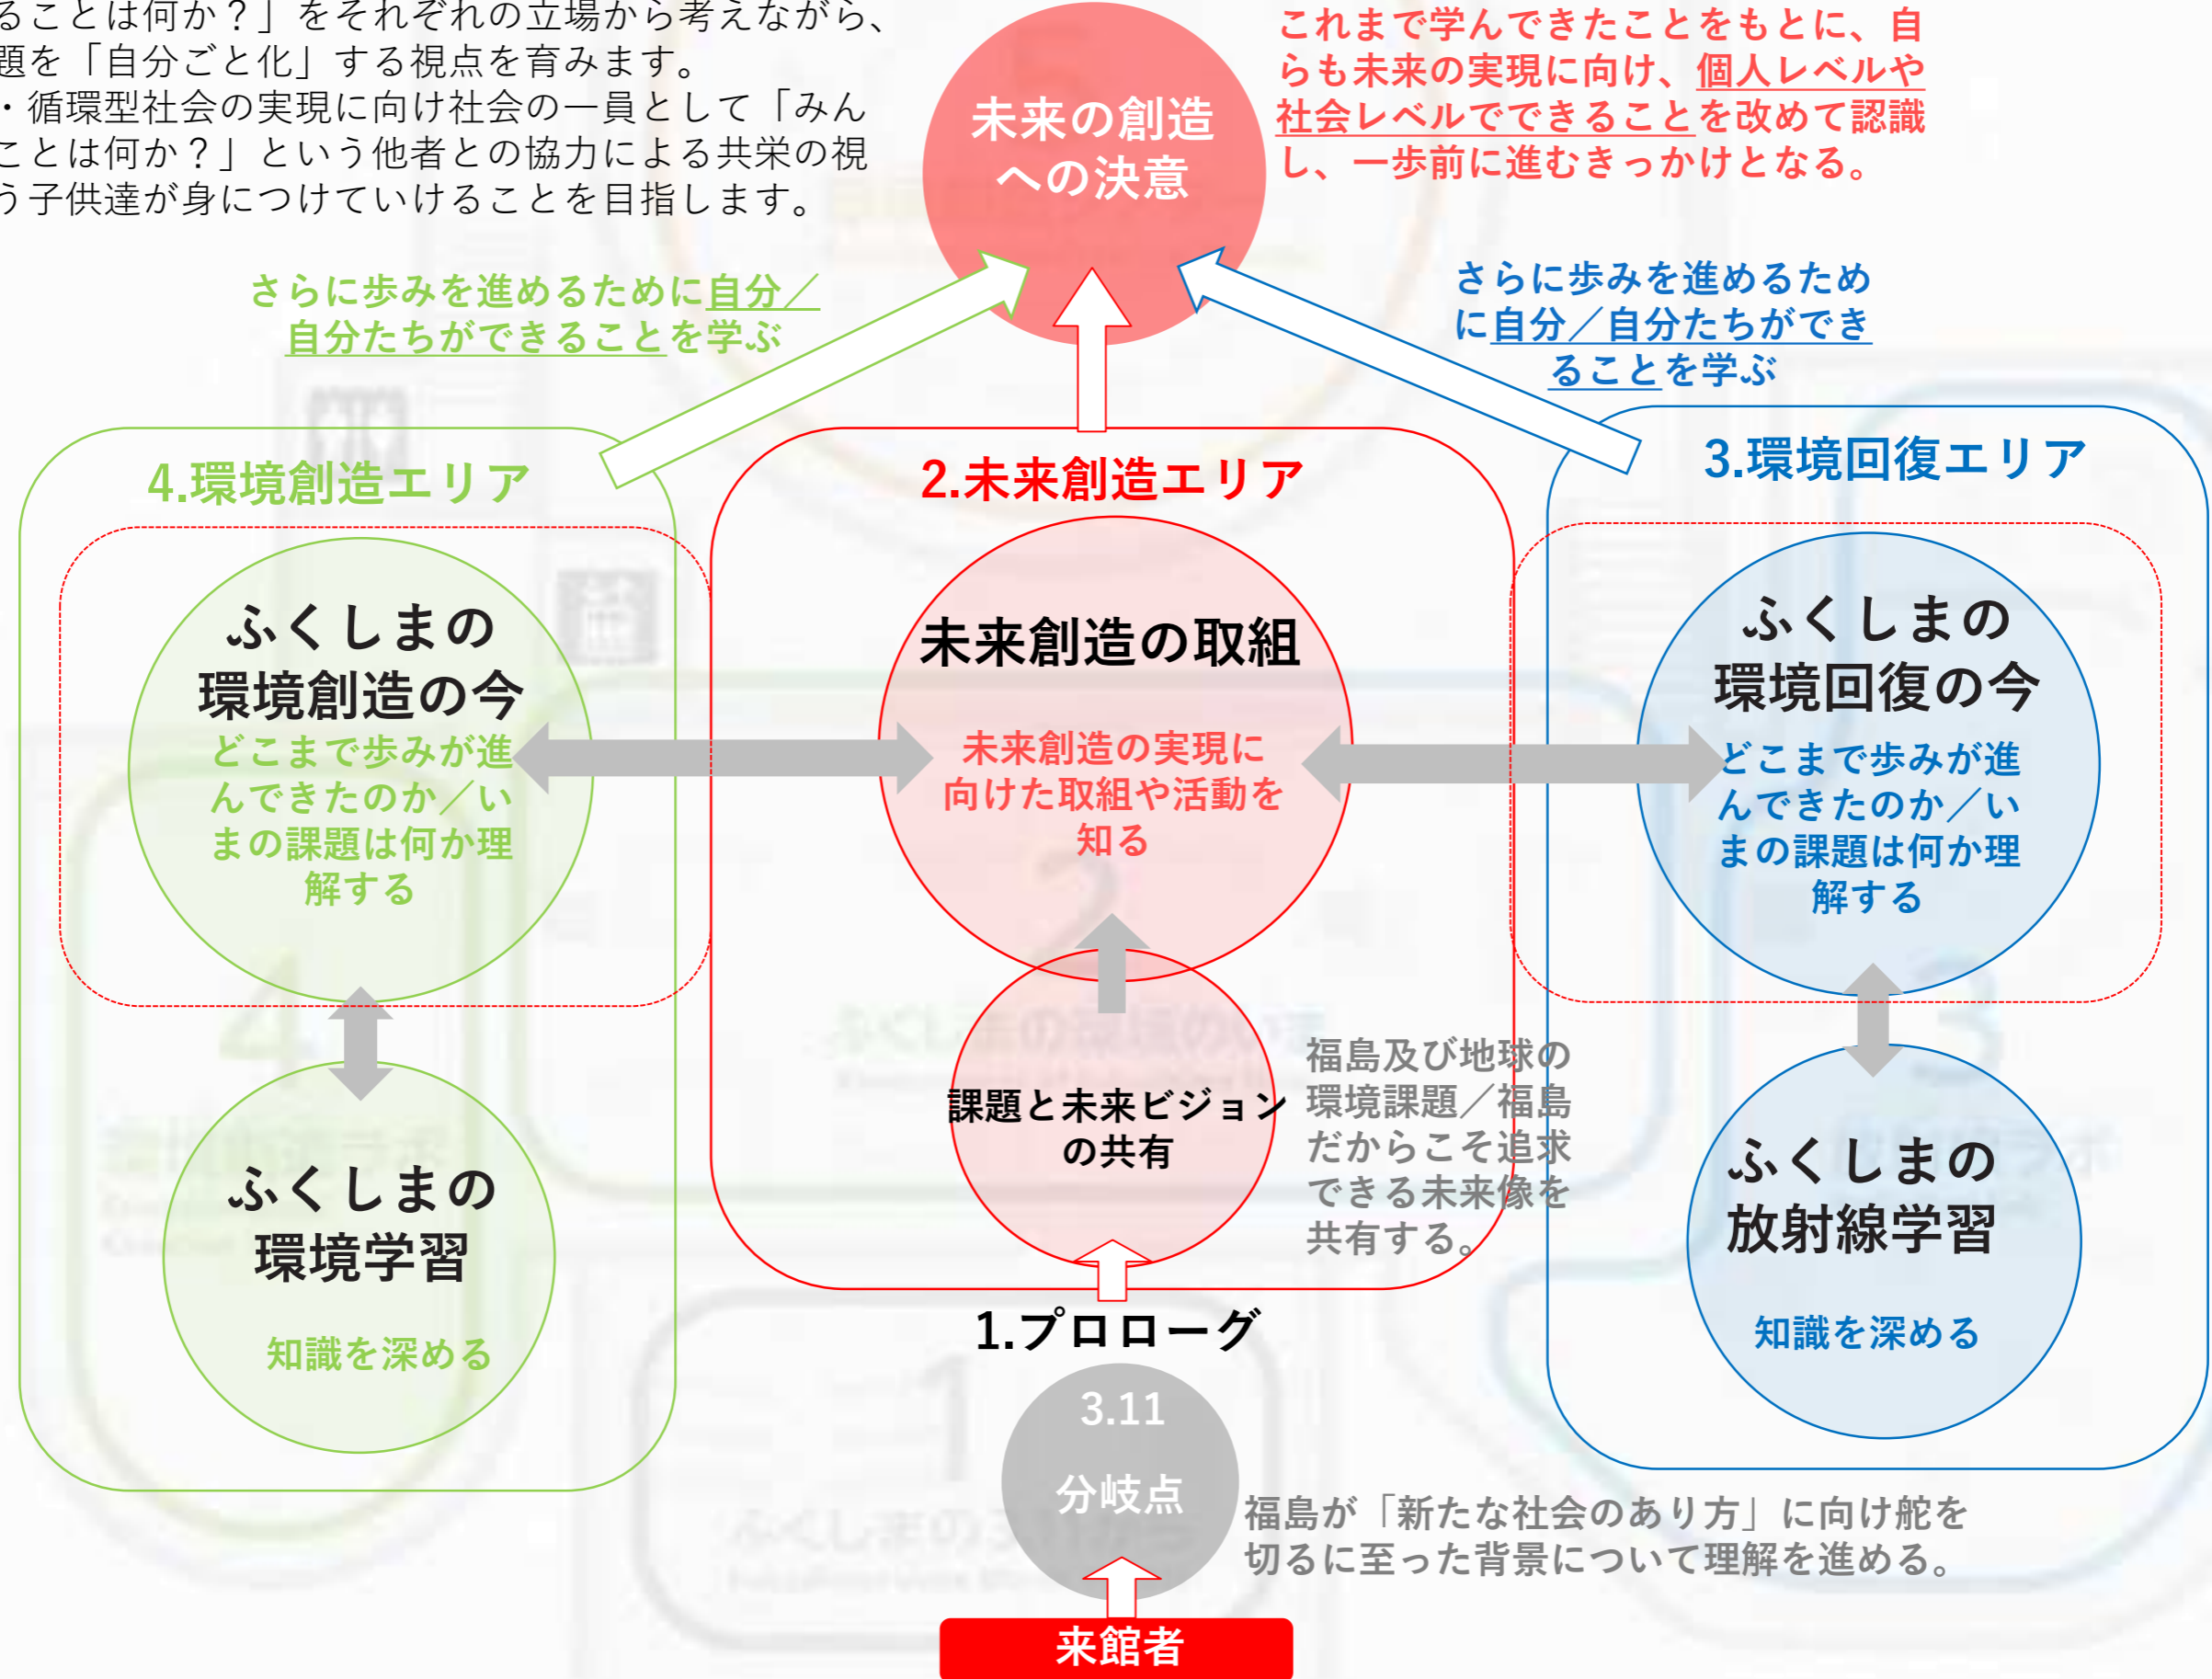 ることは何か？」をそれぞれの立場から考えながら、
題を「自分ごと化」する視点を育みます。
・循環型社会の実現に向け社会の一員として「みん
ことは何か？」という他者との協力による共栄の視
う子供達が身につけていけることを目指します。
未来の創造
への決意
これまで学んできたことをもとに、自
らも未来の実現に向け、個人レベルや
社会レベルでできることを改めて認識
し、一歩前に進むきっかけとなる。
さらに歩みを進めるために自分／
自分たちができることを学ぶ
さらに歩みを進めるため
に自分／自分たちができ
ることを学ぶ
4.環境創造エリア
ふくしまの
環境創造の今
どこまで歩みが進
んできたのか／い
まの課題は何か理
解する
ふくしまの
環境学習
知識を深める
2.未来創造エリア
未来創造の取組
未来創造の実現に
向けた取組や活動を
知る
課題と未来ビジョン
の共有
福島及び地球の
環境課題／福島
だからこそ追求
できる未来像を
共有する。
3.環境回復エリア
ふくしまの
環境回復の今
どこまで歩みが進
んできたのか／い
まの課題は何か理
解する
ふくしまの
放射線学習
知識を深める
1.プロローグ
3.11
分岐点
福島が「新たな社会のあり方」に向け舵を
切るに至った背景について理解を進める。
来館者